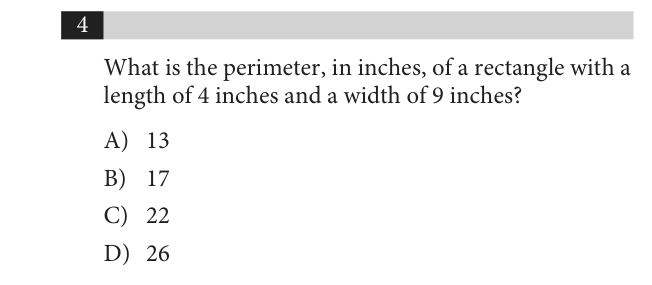 4
What is the perimeter, in inches, of a rectangle with a
length of 4 inches and a width of 9 inches?
A) 13
B) 17
C) 22
D) 26